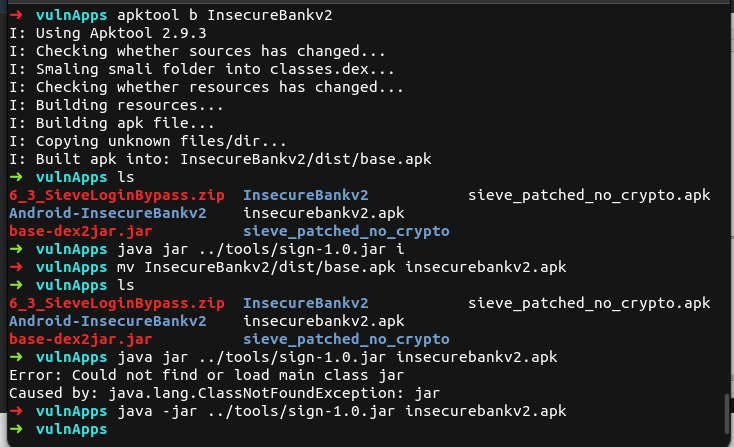 → vulnApps apktool b InsecureBankv2
I: Using Apktool 2.9.3
I: Checking whether sources has changed...
I: Smaling smali folder into classes.dex...
I: Checking whether resources has changed...
I: Building resources...
I: Building apk file...
I: Copying unknown files/dir...
I: Built apk into: InsecureBankv2/dist/base.apk
→ vulnApps ls
6_3_SieveLoginBypass.zip  InsecureBankv2            sieve_patched_no_crypto.apk
Android-InsecureBankv2    insecurebankv2.apk
base-dex2jar.jar          sieve_patched_no_crypto
→ vulnApps java jar ../tools/sign-1.0.jar i
→ vulnApps mv InsecureBankv2/dist/base.apk insecurebankv2.apk
→ vulnApps ls
6_3_SieveLoginBypass.zip  InsecureBankv2            sieve_patched_no_crypto.apk
Android-InsecureBankv2    insecurebankv2.apk
base-dex2jar.jar          sieve_patched_no_crypto
→ vulnApps java jar ../tools/sign-1.0.jar insecurebankv2.apk
Error: Could not find or load main class jar
Caused by: java.lang.ClassNotFoundException: jar
→ vulnApps java -jar ../tools/sign-1.0.jar insecurebankv2.apk
→ vulnApps